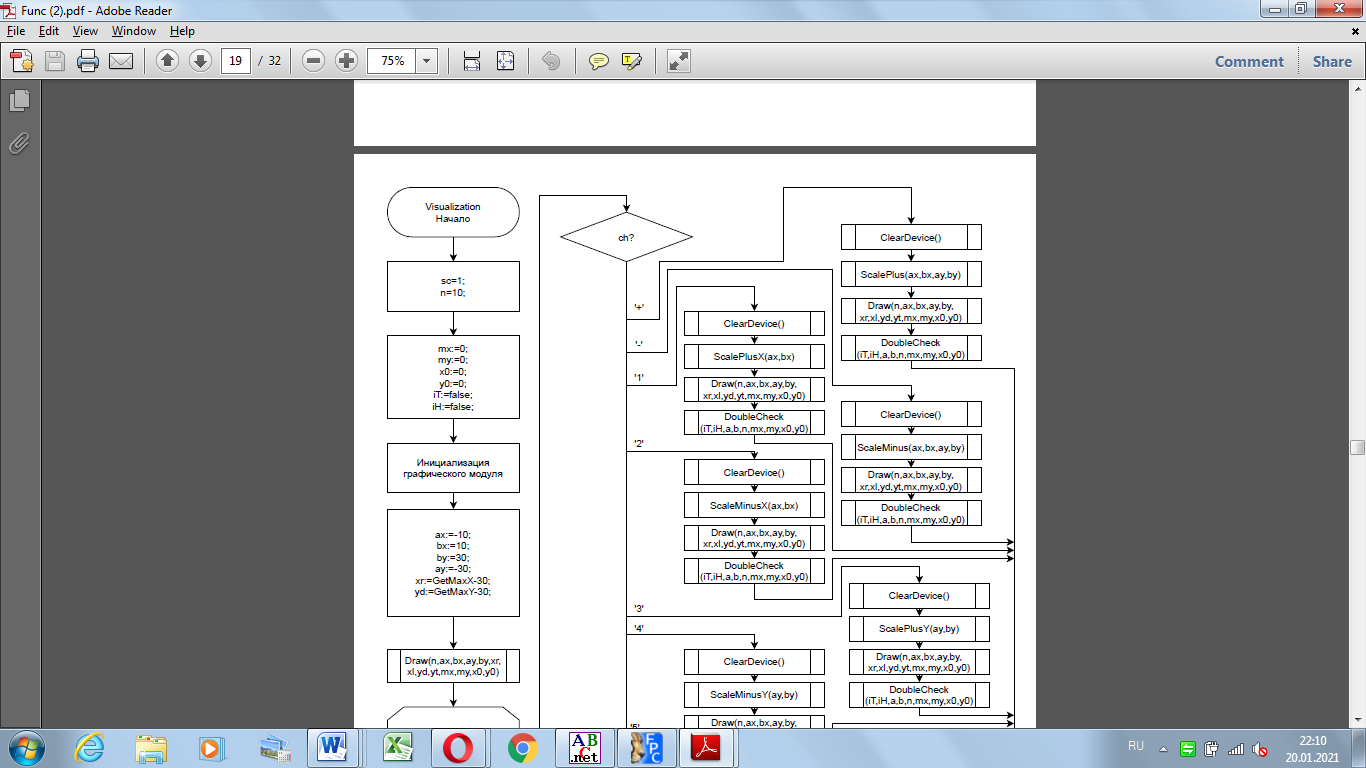 Func (2).pdf - Adobe Reader
File Edit View Window Help
19 / 32
75%
Comment
Share
Visualization
Начало
sc=1;
n=10;
mx:=0;
my:=0;
x0:=0;
y0:=0;
iT:=false;
iH:=false;
Инициализация
графического модуля
ax:=-10;
bx:=10;
by:=30;
ay:=-30;
xr:=GetMaxX-30;
yd:=GetMaxY-30;
Draw(n,ax,bx,ay,by,xr,
xl,yd,yt,mx,my,x0,y0)
ch?
'+'
'-'
'1'
'2'
'3'
'4'
'5'
ClearDevice()
ScalePlusX(ax,bx)
Draw(n,ax,bx,ay,by,
xr,xl,yd,yt,mx,my,x0,y0)
DoubleCheck
(iT,iH,a,b,n,mx,my,x0,y0)
ClearDevice()
ScaleMinusX(ax,bx)
Draw(n,ax,bx,ay,by,
xr,xl,yd,yt,mx,my,x0,y0)
DoubleCheck
(iT,iH,a,b,n,mx,my,x0,y0)
ClearDevice()
ScaleMinusY(ay,by)
Draw(n,ax,bx,ay,by,
ClearDevice()
ScalePlus(ax,bx,ay,by)
Draw(n,ax,bx,ay,by,
xr,xl,yd,yt,mx,my,x0,y0)
DoubleCheck
(iT,iH,a,b,n,mx,my,x0,y0)
ClearDevice()
ScaleMinus(ax,bx,ay,by)
Draw(n,ax,bx,ay,by,
xr,xl,yd,yt,mx,my,x0,y0)
DoubleCheck
(iT,iH,a,b,n,mx,my,x0,y0)
ClearDevice()
ScalePlusY(ay,by)
Draw(n,ax,bx,ay,by,
xr,xl,yd,yt,mx,my,x0,y0)
DoubleCheck
(iT,iH,a,b,n,mx,my,x0,y0)
RU
22:10
20.01.2021